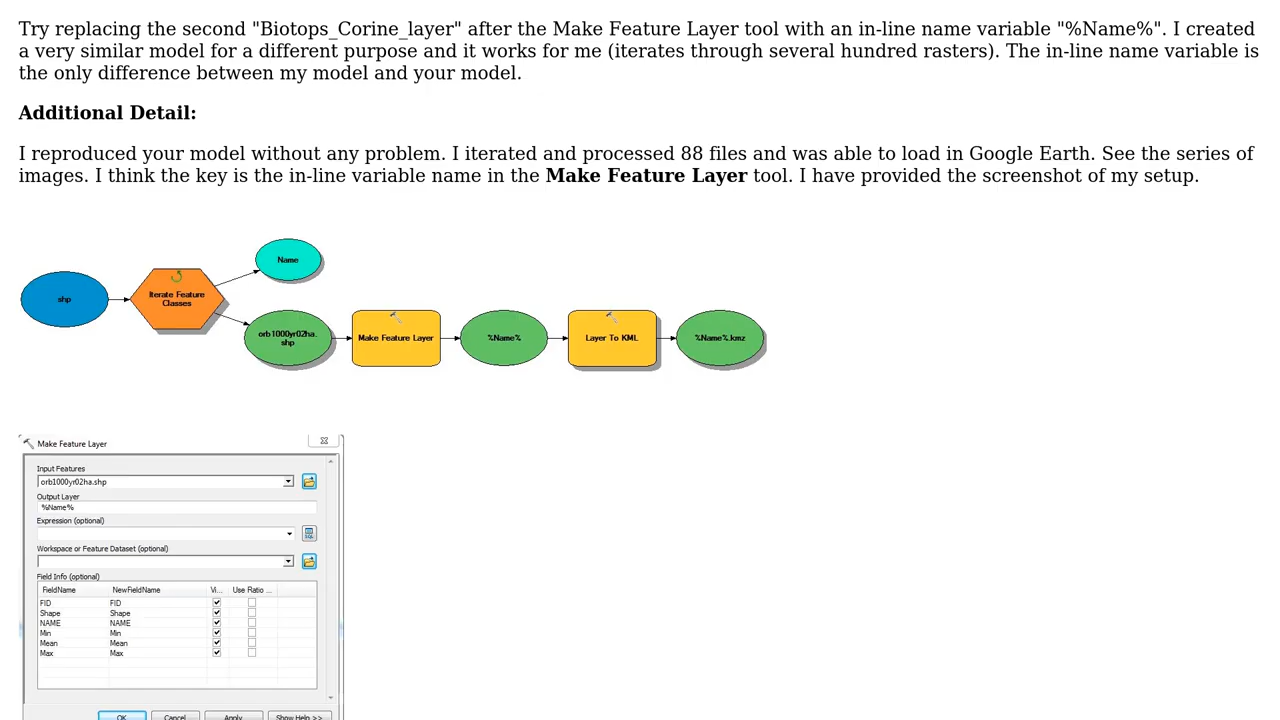 Try replacing the second "Biotops_Corine_layer" after the Make Feature Layer tool with an in-line name variable "%Name%". I created
a very similar model for a different purpose and it works for me (iterates through several hundred rasters). The in-line name variable is
the only difference between my model and your model.
Additional Detail:
I reproduced your model without any problem. I iterated and processed 88 files and was able to load in Google Earth. See the series of
images. I think the key is the in-line variable name in the Make Feature Layer tool. I have provided the screenshot of my setup.
Name
shp
Iterate Feature
Classes
orb1000yr02ha.
shp
Make Feature Layer
%Name%
Layer To KML
%Name%.kmz
Make Feature Layer
Input Features
orb1000yr02ha.shp
Output Layer
%Name%
Expression (optional)
Workspace or Feature Dataset (optional)
Field Info (optional)
FieldName NewFieldName Vi... Use Ratio ...
FID FID
Shape Shape
NAME NAME
Min Min
Mean Mean
Max Max
OK Cancel Apply Show Help >>